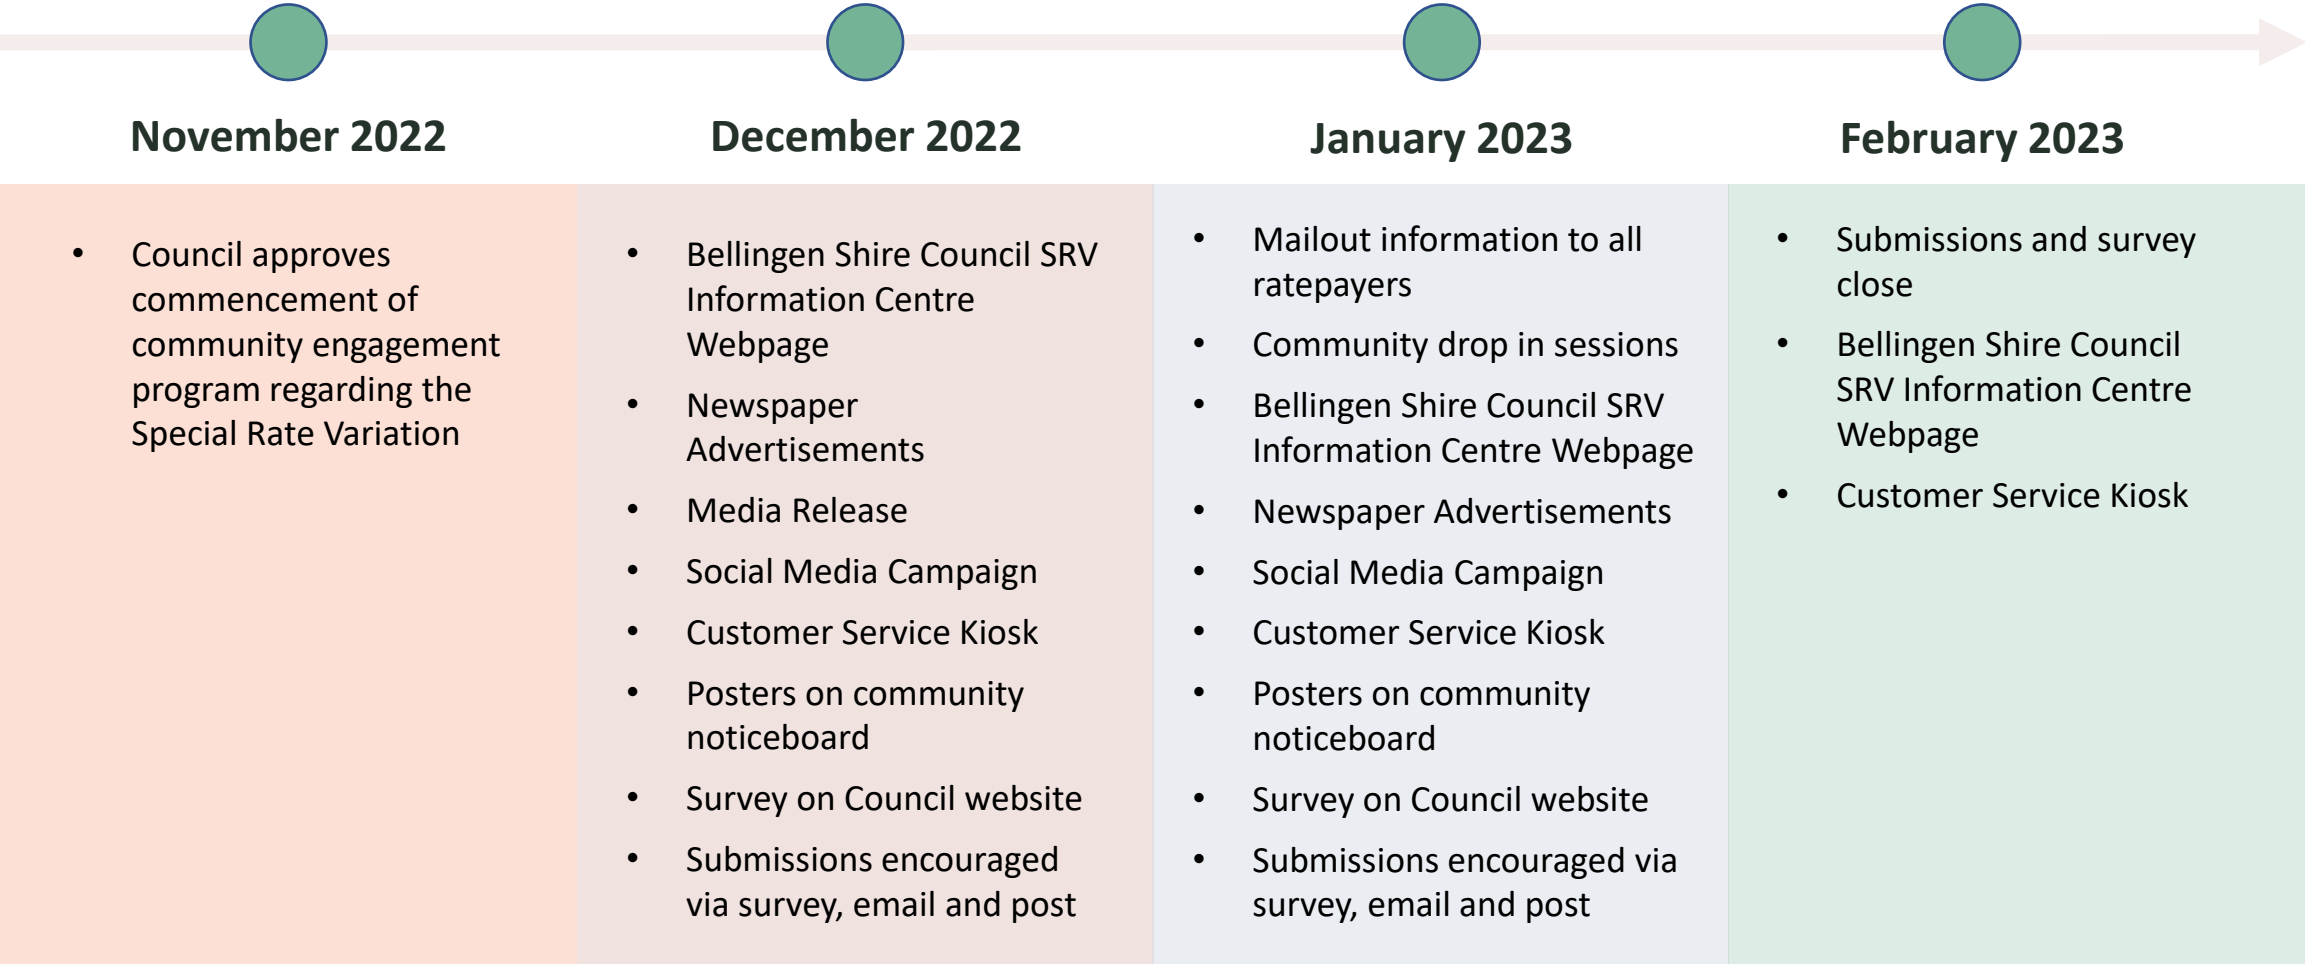 November 2022
December 2022
January 2023
February 2023
• Council approves
commencement of
community engagement
program regarding the
Special Rate Variation
• Bellingen Shire Council SRV
Information Centre
Webpage
• Newspaper
Advertisements
• Media Release
• Social Media Campaign
• Customer Service Kiosk
• Posters on community
noticeboard
• Survey on Council website
• Submissions encouraged
via survey, email and post
• Mailout information to all
ratepayers
• Community drop in sessions
• Bellingen Shire Council SRV
Information Centre Webpage
• Newspaper Advertisements
• Social Media Campaign
• Customer Service Kiosk
• Posters on community
noticeboard
• Survey on Council website
• Submissions encouraged via
survey, email and post
• Submissions and survey
close
• Bellingen Shire Council
SRV Information Centre
Webpage
• Customer Service Kiosk